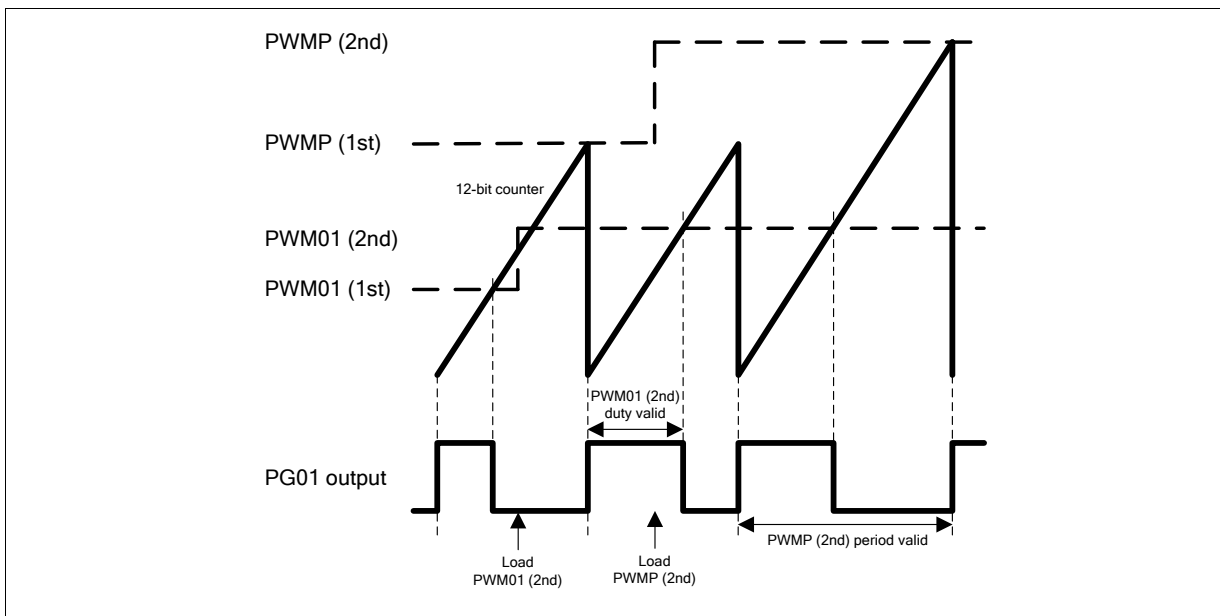 PWMP (2nd)
PWMP (1st)
12-bit counter
PWM01 (2nd)
PWM01 (1st)
PWM01 (2nd)
duty valid
PG01 output
PWMP (2nd) period valid
Load
PWM01 (2nd)
Load
PWMP (2nd)